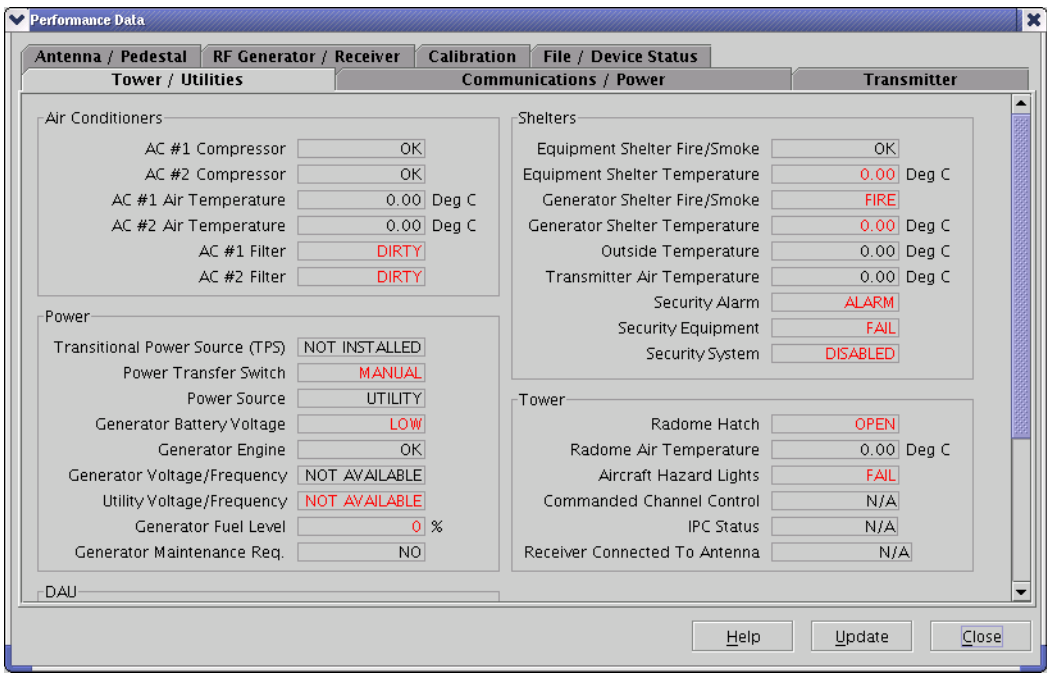 Performance Data
Antenna / Pedestal RF Generator / Receiver Calibration File / Device Status
Tower / Utilities Communications / Power Transmitter
Air Conditioners
AC #1 Compressor OK
AC #2 Compressor OK
AC #1 Air Temperature 0.00 Deg C
AC #2 Air Temperature 0.00 Deg C
AC #1 Filter DIRTY
AC #2 Filter DIRTY
Power
Transitional Power Source (TPS) NOT INSTALLED
Power Transfer Switch MANUAL
Power Source UTILITY
Generator Battery Voltage LOW
Generator Engine OK
Generator Voltage/Frequency NOT AVAILABLE
Utility Voltage/Frequency NOT AVAILABLE
Generator Fuel Level 0 %
Generator Maintenance Req. NO
DAU
Shelters
Equipment Shelter Fire/Smoke OK
Equipment Shelter Temperature 0.00 Deg C
Generator Shelter Fire/Smoke FIRE
Generator Shelter Temperature 0.00 Deg C
Outside Temperature 0.00 Deg C
Transmitter Air Temperature 0.00 Deg C
Security Alarm ALARM
Security Equipment FAIL
Security System DISABLED
Tower
Radome Hatch OPEN
Radome Air Temperature 0.00 Deg C
Aircraft Hazard Lights FAIL
Commanded Channel Control N/A
IPC Status N/A
Receiver Connected To Antenna N/A
Help Update Close